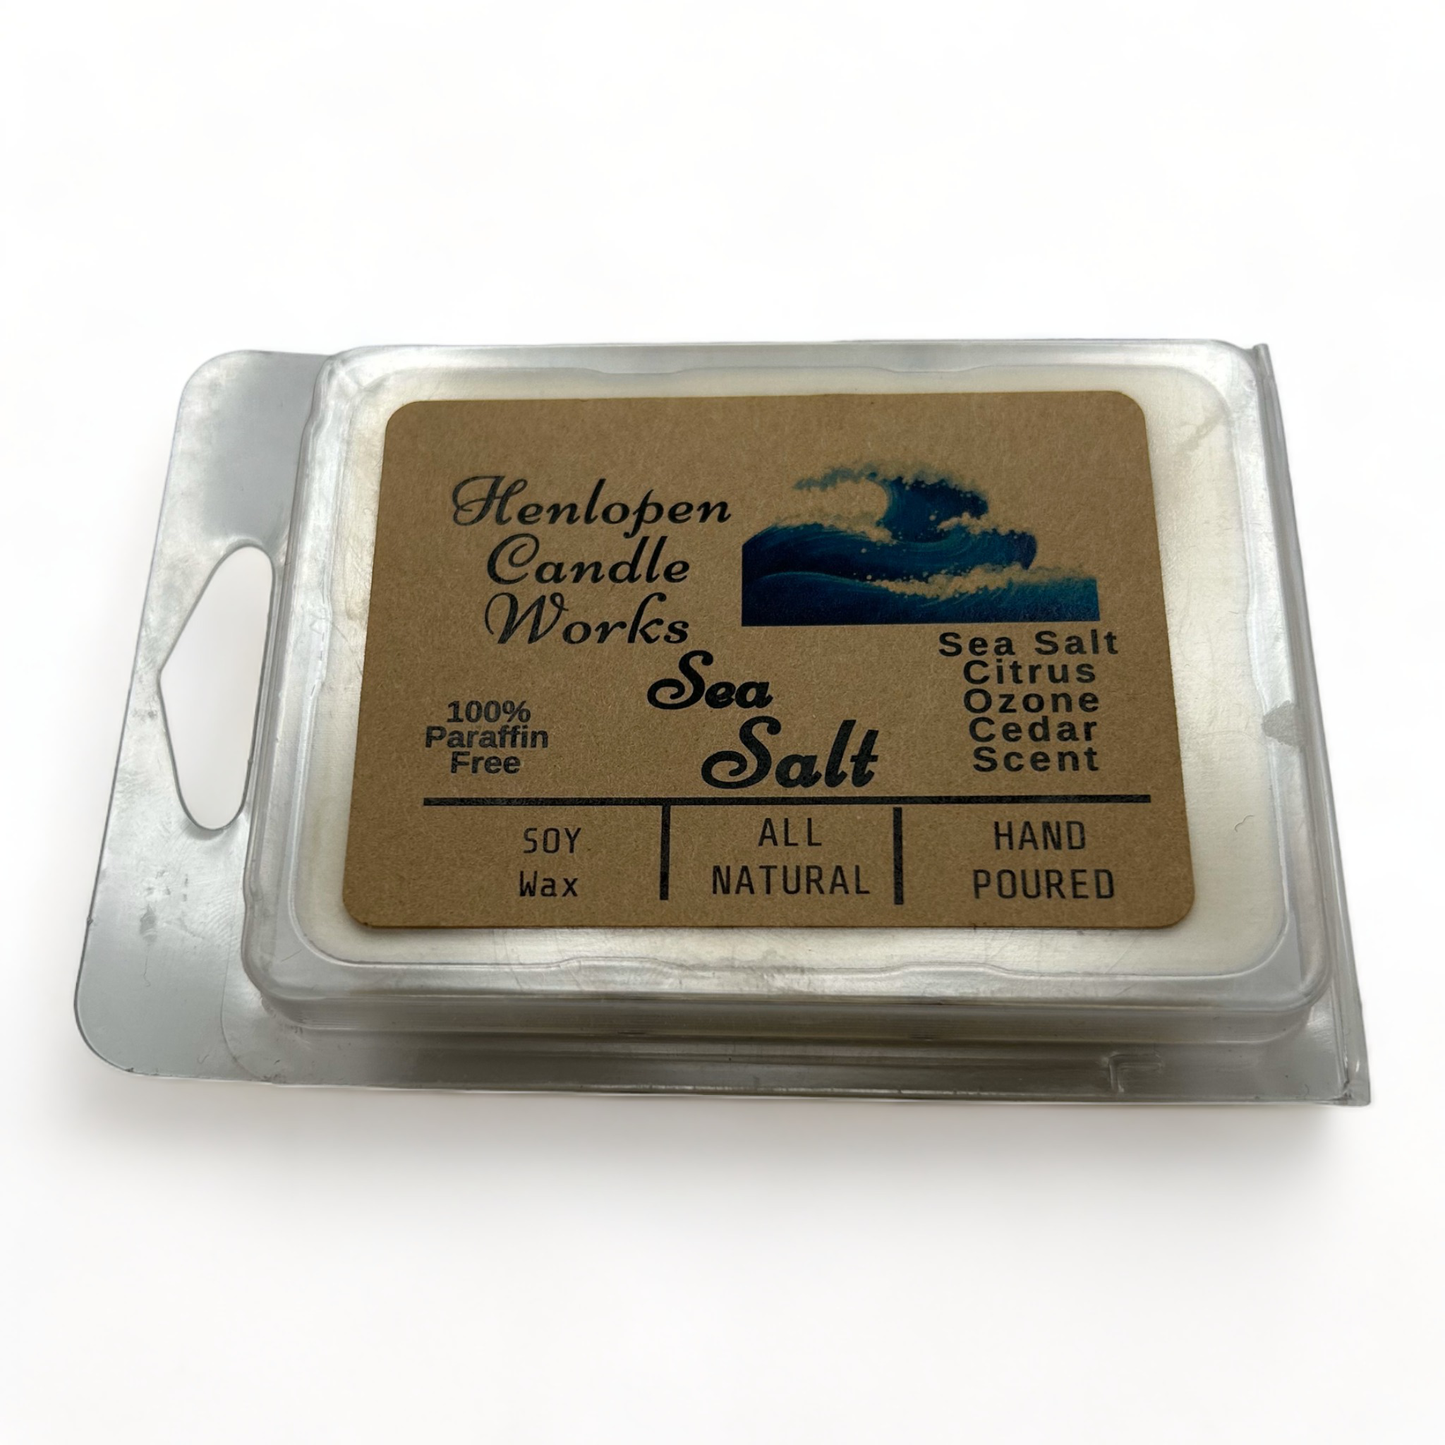 Henlopen
Candle
Works
Sea
Salt
100%
Paraffin
Free
Sea Salt
Citrus
Ozone
Cedar
Scent
SOY
Wax
ALL
NATURAL
HAND
POURED